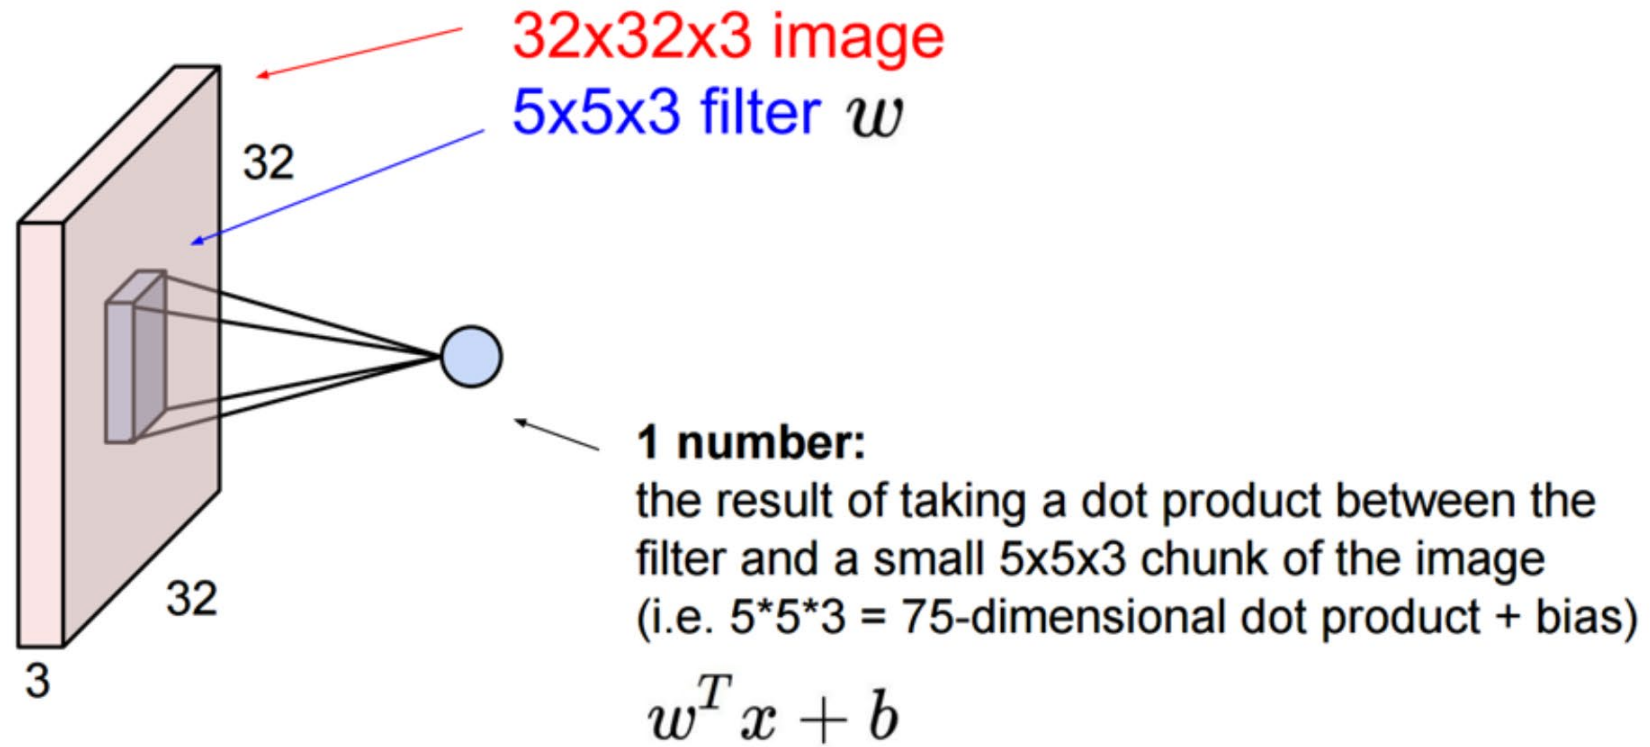 32x32x3 image
5x5x3 filter w
32
32
3
1 number:
the result of taking a dot product between the
filter and a small 5x5x3 chunk of the image
(i.e. 5*5*3 = 75-dimensional dot product + bias)
w^T x + b